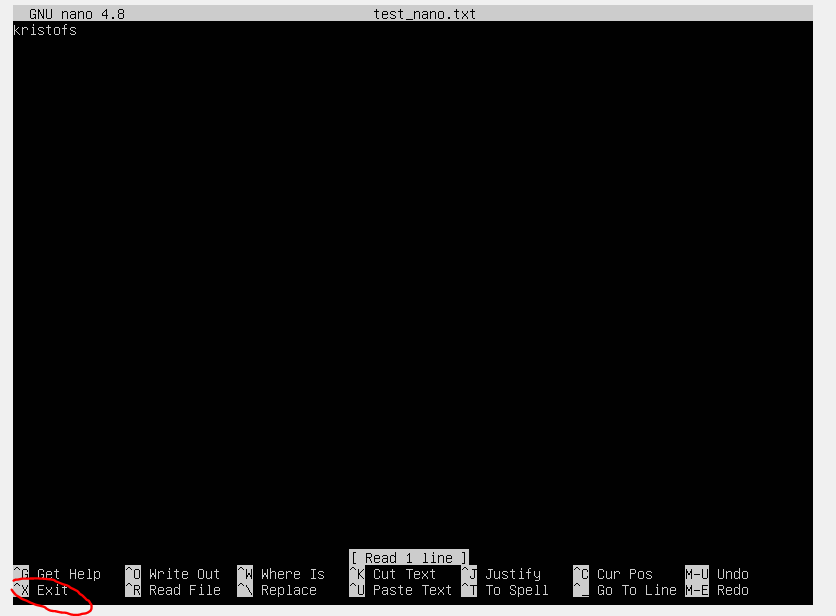 GNU nano 4.8 test_nano.txt
kristofs
[ Read 1 line ]
^G Get Help ^O Write Out ^W Where Is ^K Cut Text ^J Justify ^C Cur Pos M-U Undo
^X Exit ^R Read File ^\ Replace ^U Paste Text ^T To Spell ^_ Go To Line M-E Redo